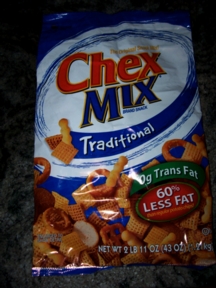 Chex
MIX
Traditional
0g Trans Fat
60%
LESS FAT
NET WT 2 LB 11 OZ (43 OZ)